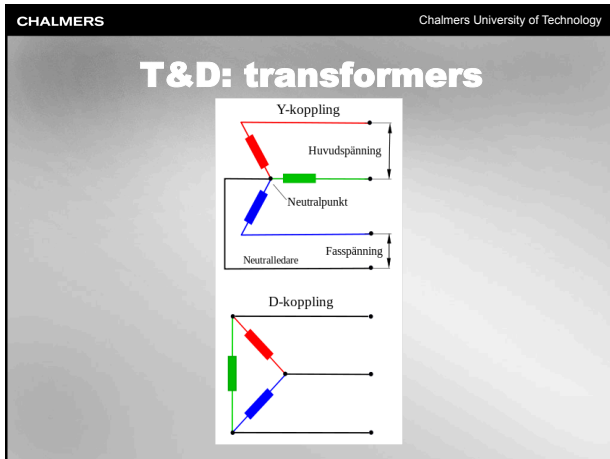 CHALMERS
Chalmers University of Technology
T&D: transformers
Y-koppling
Huvudspänning
Neutralpunkt
Fasspänning
Neutralledare
D-koppling